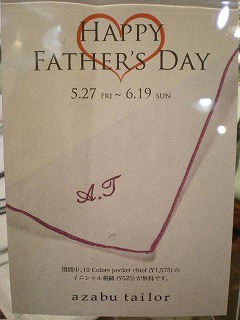 HAPPY
FATHER'S DAY
5.27 FRI ~ 6.19 SUN
A.T
期間中、10 Colors pocket chief (¥1,575) の
イニシャル刺繍 (¥525) が無料です。
azabu tailor